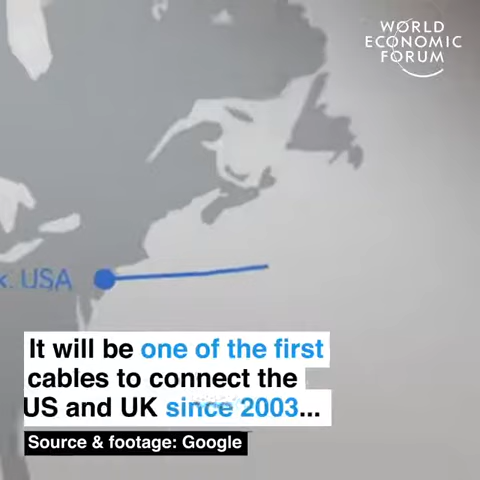 WORLD
ECONOMIC
FORUM
USA
It will be one of the first
cables to connect the
US and UK since 2003...
Source & footage: Google